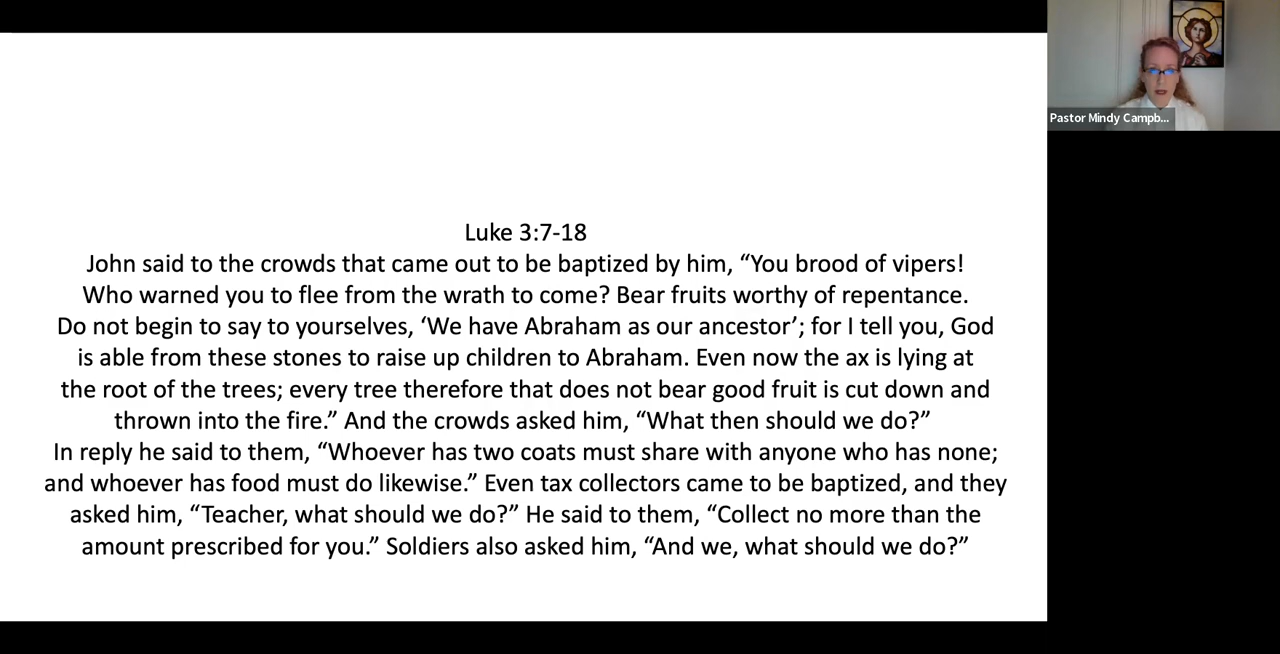 Luke 3:7-18
John said to the crowds that came out to be baptized by him, “You brood of vipers!
Who warned you to flee from the wrath to come? Bear fruits worthy of repentance.
Do not begin to say to yourselves, ‘We have Abraham as our ancestor’; for I tell you, God
is able from these stones to raise up children to Abraham. Even now the ax is lying at
the root of the trees; every tree therefore that does not bear good fruit is cut down and
thrown into the fire.” And the crowds asked him, “What then should we do?”
In reply he said to them, “Whoever has two coats must share with anyone who has none;
and whoever has food must do likewise.” Even tax collectors came to be baptized, and they
asked him, “Teacher, what should we do?” He said to them, “Collect no more than the
amount prescribed for you.” Soldiers also asked him, “And we, what should we do?”
Pastor Mindy Campb...